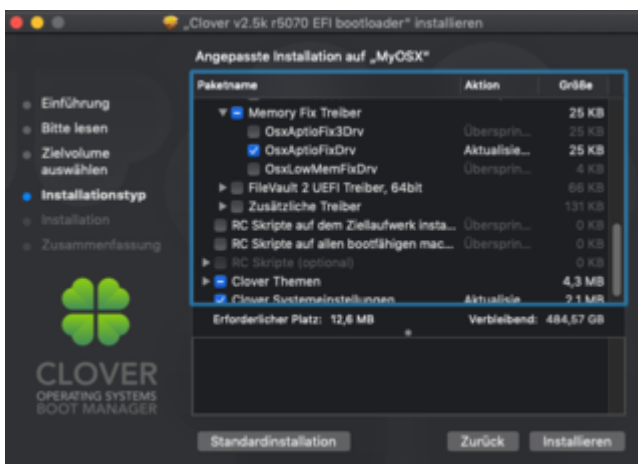 „Clover v2.5k r5070 EFI bootloader“ installieren
Angepasste Installation auf „MyOSX“
Paketname Aktion Größe
Einführung
Bitte lesen
Zielvolume
auswählen
Installationstyp
Installation
Zusammenfassung
Memory Fix Treiber 25 KB
OsxAptioFix3Drv Übersprin... 25 KB
OsxAptioFixDrv Aktualisie... 25 KB
OsxLowMemFixDrv Übersprin... 4 KB
FileVault 2 UEFI Treiber, 64bit 66 KB
Zusätzliche Treiber 131 KB
RC Skripte auf dem Ziellaufwerk insta... Übersprin... 0 KB
RC Skripte auf allen bootfähigen mac... Übersprin... 0 KB
RC Skripte (optional) 0 KB
Clover Themen 4,3 MB
Clover Systemeinstellungen Aktualisie 2,1 MB
Erforderlicher Platz: 12,6 MB Verbleibend: 484,57 GB
CLOVER
OPERATING SYSTEMS
BOOT MANAGER
Standardinstallation Zurück Installieren